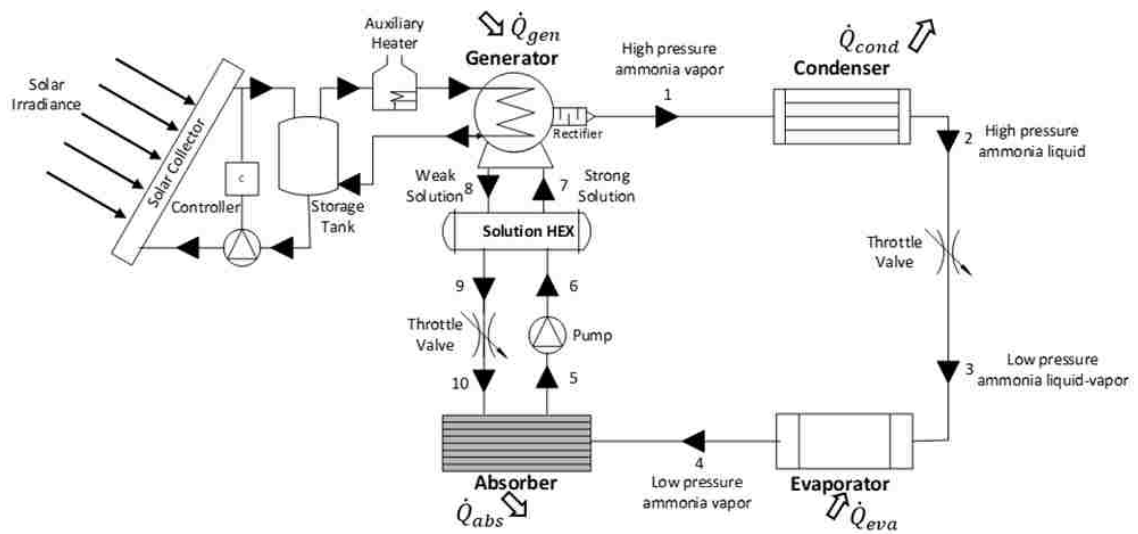 Q̇gen
Auxiliary
Heater
Generator
High pressure
ammonia vapor
Q̇cond
Condenser
Solar
Irradiance
1
Rectifier
2
High pressure
ammonia liquid
Solar Collector
C
Controller
Storage
Tank
Weak
Solution
8
7
Strong
Solution
Solution HEX
Throttle
Valve
9
6
Throttle
Valve
Pump
10
5
3
Low pressure
ammonia liquid-vapor
4
Absorber
Low pressure
ammonia vapor
Evaporator
Q̇abs
Q̇eva